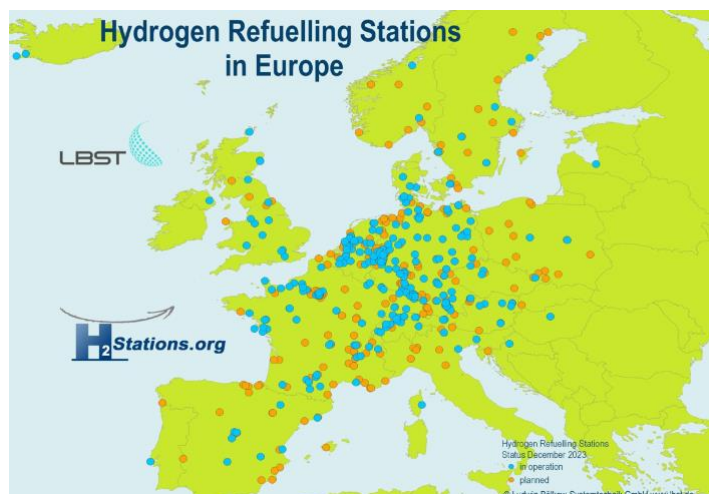 Hydrogen Refuelling Stations
in Europe
LBST
H2Stations.org
Hydrogen Refuelling Stations
Status December 2023
in operation
planned